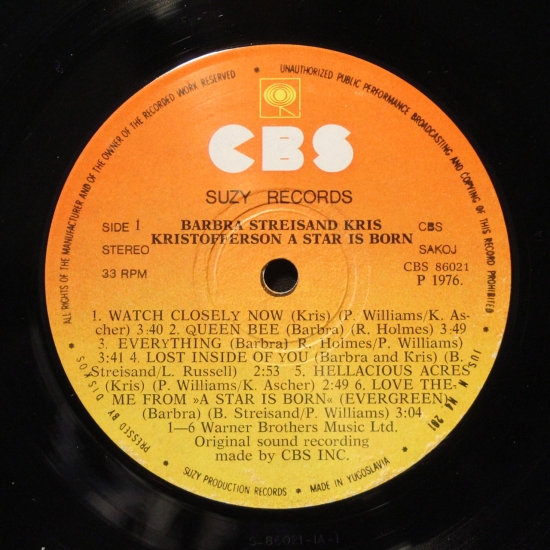 ALL RIGHTS OF THE MANUFACTURER AND OF THE OWNER OF THE RECORDED WORK RESERVED * UNAUTHORIZED PUBLIC PERFORMANCE BROADCASTING AND COPYING OF THIS RECORD PROHIBITED *
CBS
SUZY RECORDS
SIDE 1
STEREO
33 RPM
BARBRA STREISAND KRIS
KRISTOFFERSON A STAR IS BORN
CBS
SAKOJ
CBS 86021
P 1976.
1. WATCH CLOSELY NOW (Kris) (P. Williams/K. As-
cher) 3:40 2. QUEEN BEE (Barbra) (R. Holmes) 3:49
3. EVERYTHING (Barbra) R. Holmes/P. Williams)
3:41 4. LOST INSIDE OF YOU (Barbra and Kris) (B.
Streisand/L. Russell) 2:53 5. HELLACIOUS ACRES
(Kris) (P. Williams/K. Ascher) 2:49 6. LOVE THE-
ME FROM »A STAR IS BORN« (EVERGREEN)
(Barbra) (B. Streisand/P. Williams) 3:04
1—6 Warner Brothers Music Ltd.
Original sound recording
made by CBS INC.
PRESSED BY DISKOS * SUZY PRODUCTION RECORDS * MADE IN YUGOSLAVIA *
S-86021-1A-1